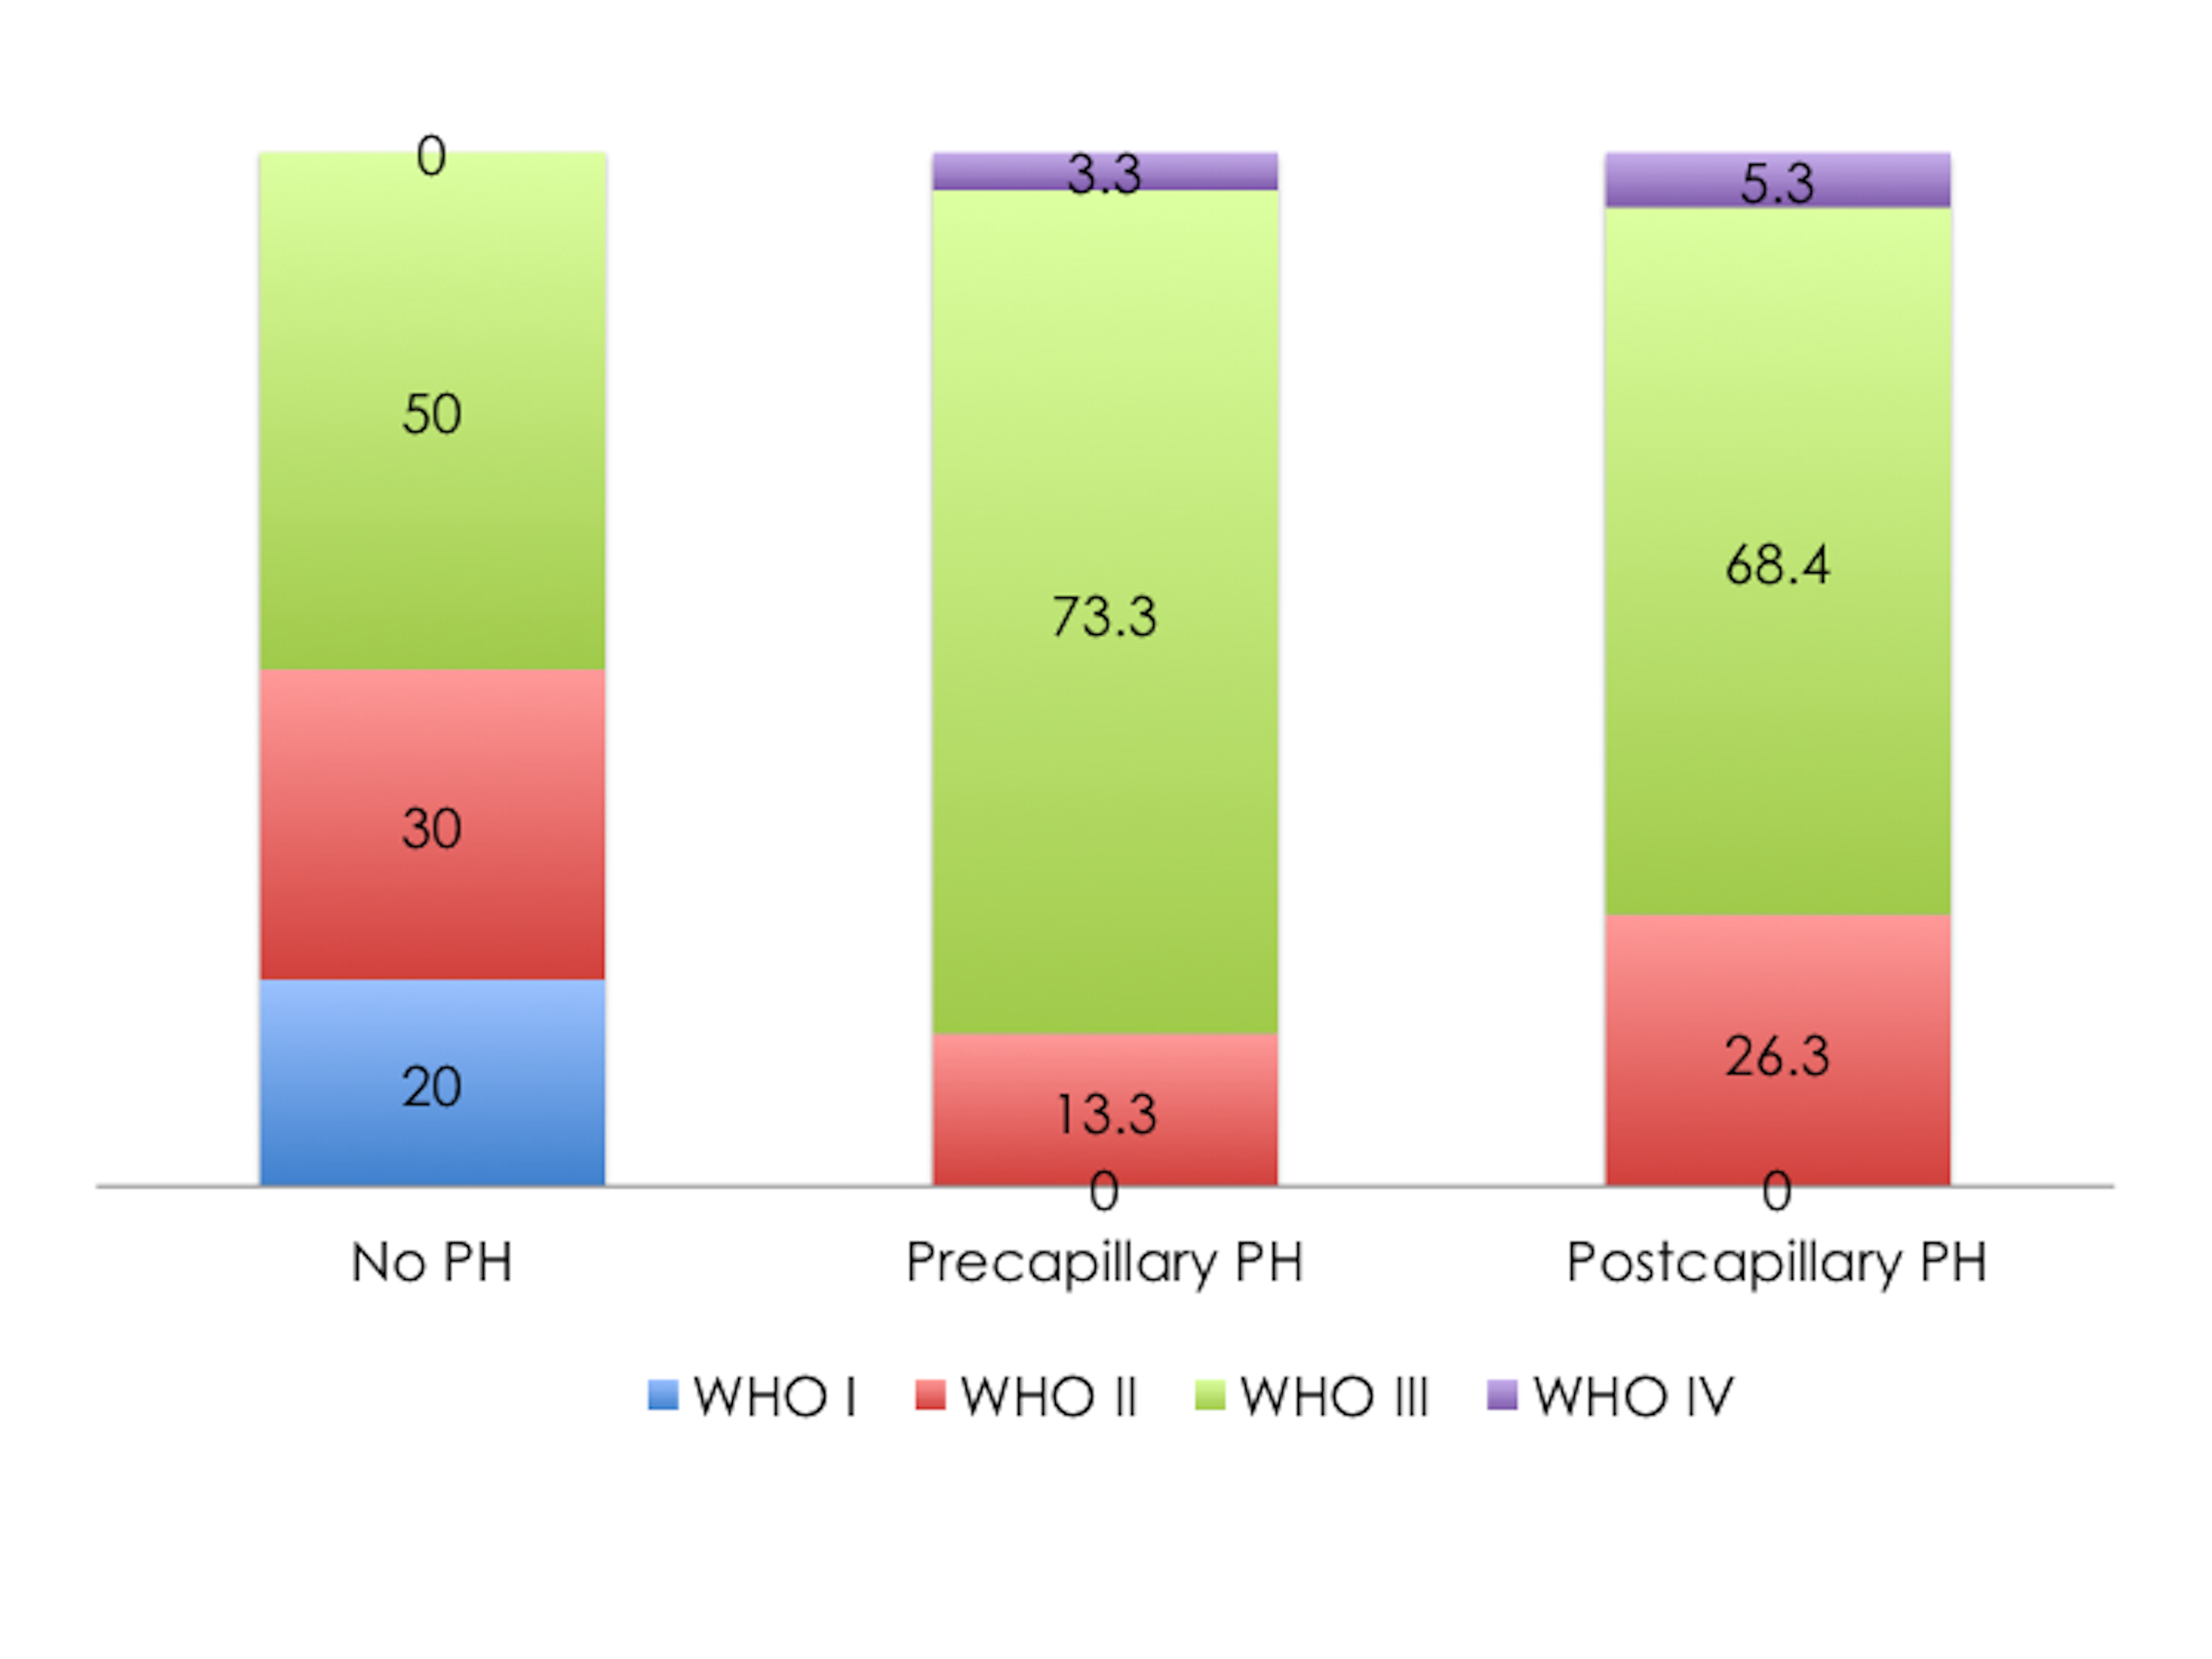 0 3.3 5.3
50 73.3 68.4
30 13.3 26.3
20 0 0
No PH Precapillary PH Postcapillary PH
WHO I WHO II WHO III WHO IV